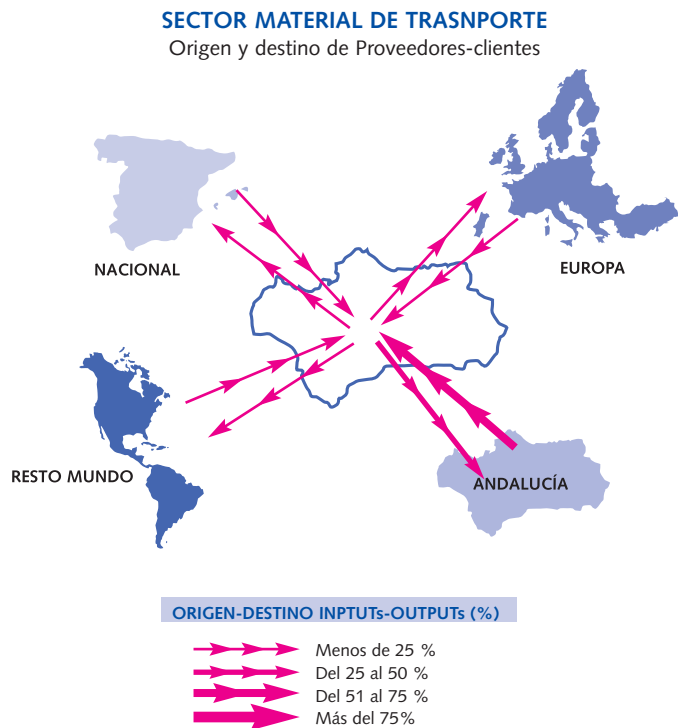 SECTOR MATERIAL DE TRASNPORTE
Origen y destino de Proveedores-clientes
NACIONAL
EUROPA
RESTO MUNDO
ANDALUCÍA
ORIGEN-DESTINO INPTUTs-OUTPUTs (%)
Menos de 25 %
Del 25 al 50 %
Del 51 al 75 %
Más del 75%